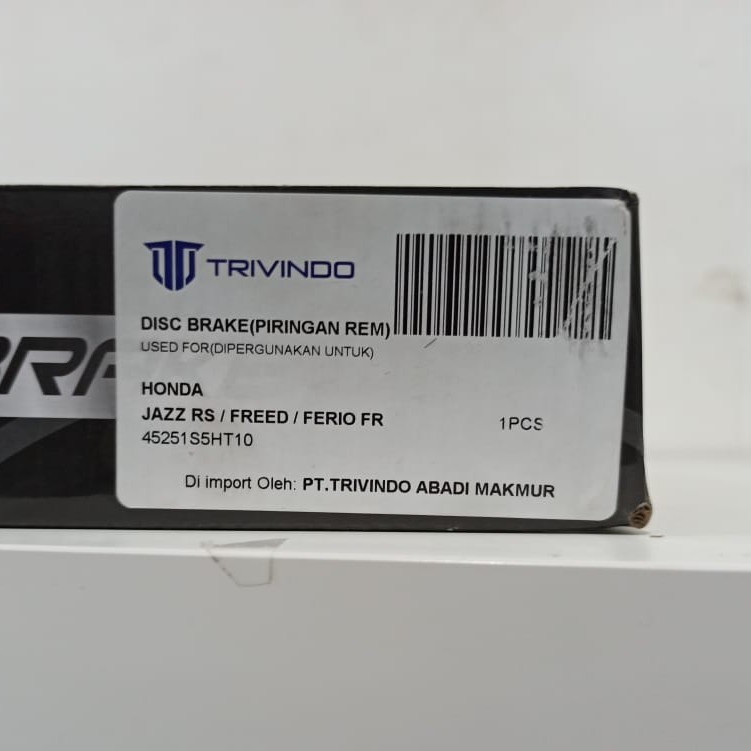 TRIVINDO
DISC BRAKE(PIRINGAN REM)
USED FOR(DIPERGUNAKAN UNTUK)
HONDA
JAZZ RS / FREED / FERIO FR
1PCS
45251S5HT10
Di import Oleh: PT.TRIVINDO ABADI MAKMUR